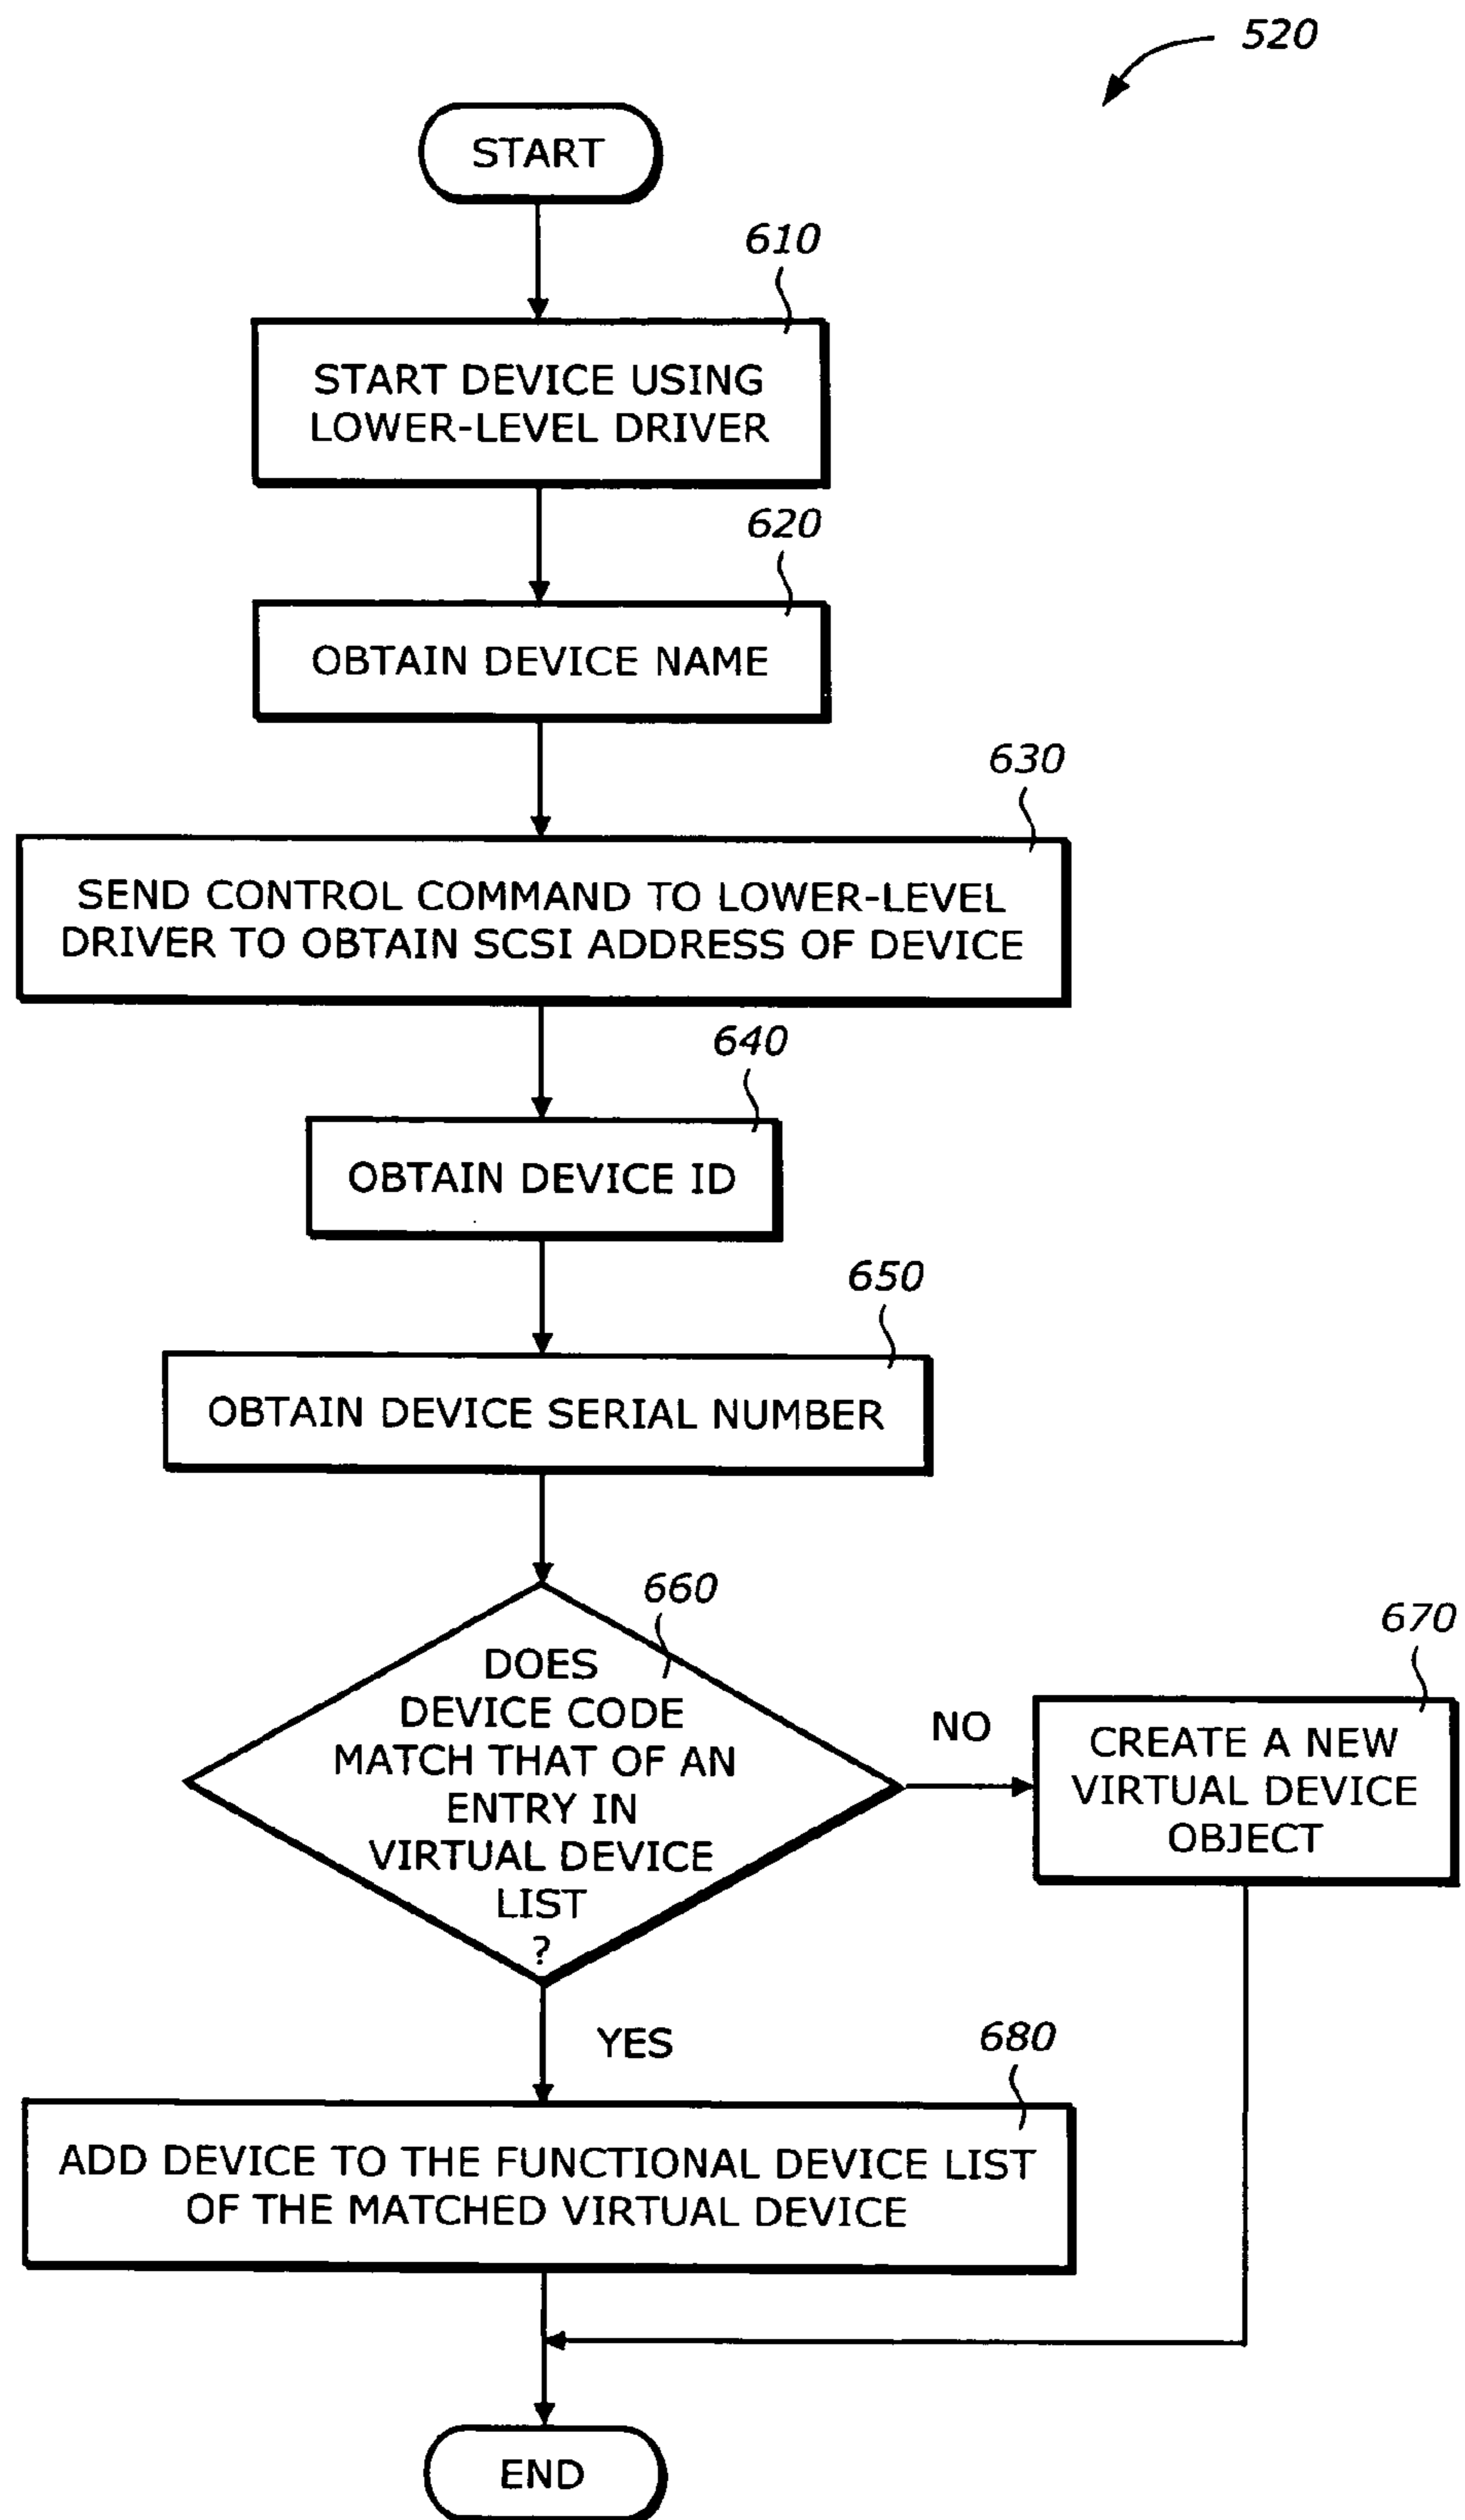 520
START
610
START DEVICE USING
LOWER-LEVEL DRIVER
620
OBTAIN DEVICE NAME
630
SEND CONTROL COMMAND TO LOWER-LEVEL
DRIVER TO OBTAIN SCSI ADDRESS OF DEVICE
640
OBTAIN DEVICE ID
650
OBTAIN DEVICE SERIAL NUMBER
660
DOES
DEVICE CODE
MATCH THAT OF AN
ENTRY IN
VIRTUAL DEVICE
LIST
?
NO
670
CREATE A NEW
VIRTUAL DEVICE
OBJECT
YES
680
ADD DEVICE TO THE FUNCTIONAL DEVICE LIST
OF THE MATCHED VIRTUAL DEVICE
END